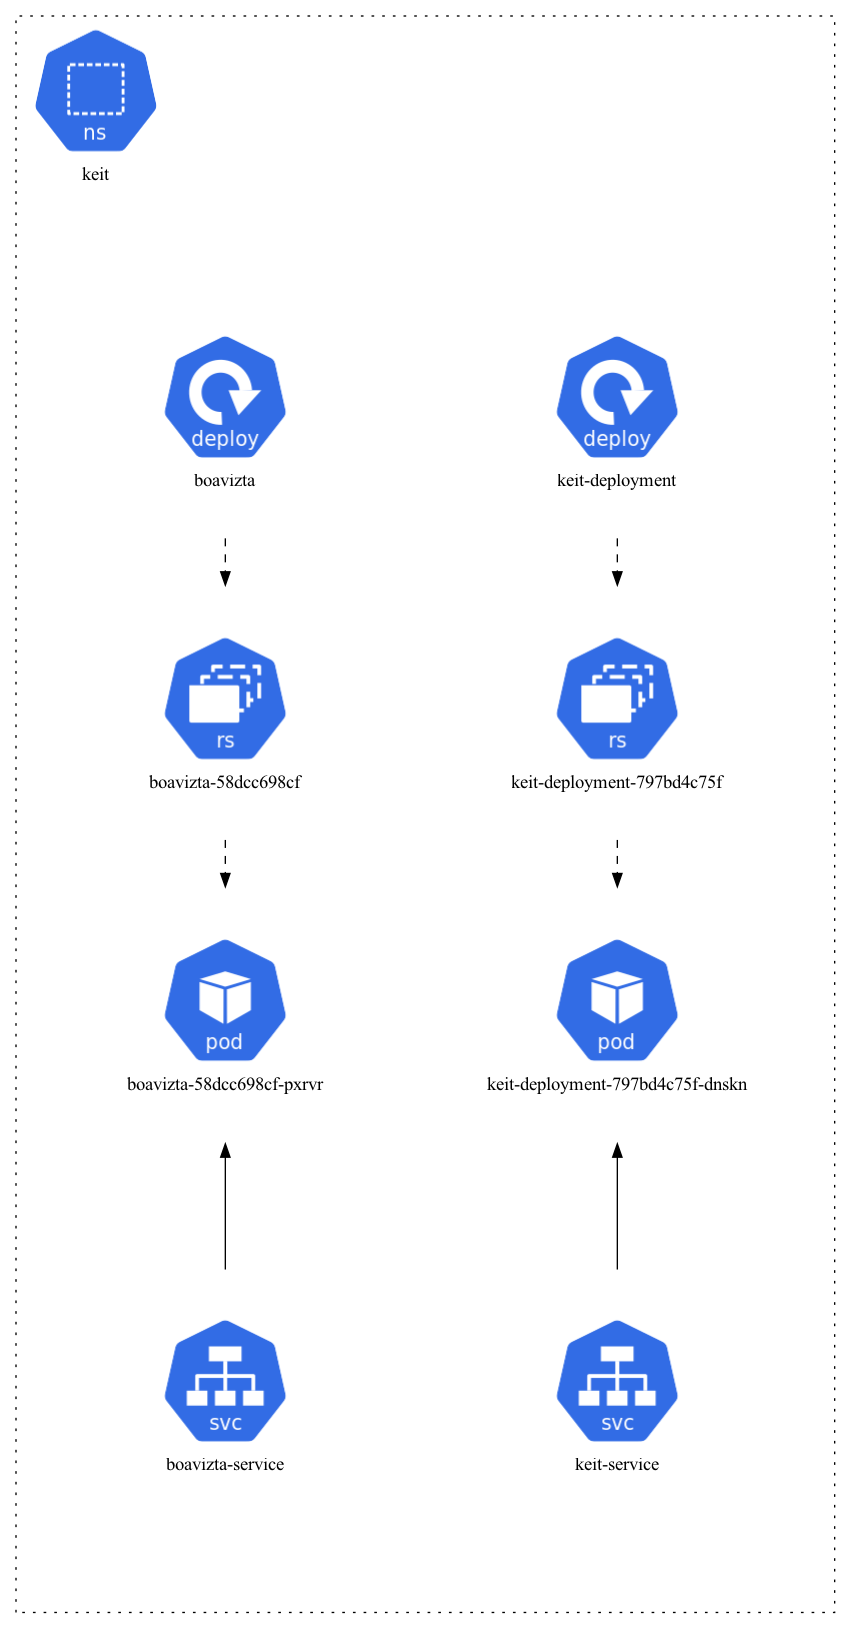 ns
keit
deploy
boavizta
deploy
keit-deployment
rs
boavizta-58dcc698cf
rs
keit-deployment-797bd4c75f
pod
boavizta-58dcc698cf-pxrvr
pod
keit-deployment-797bd4c75f-dnskn
svc
boavizta-service
svc
keit-service